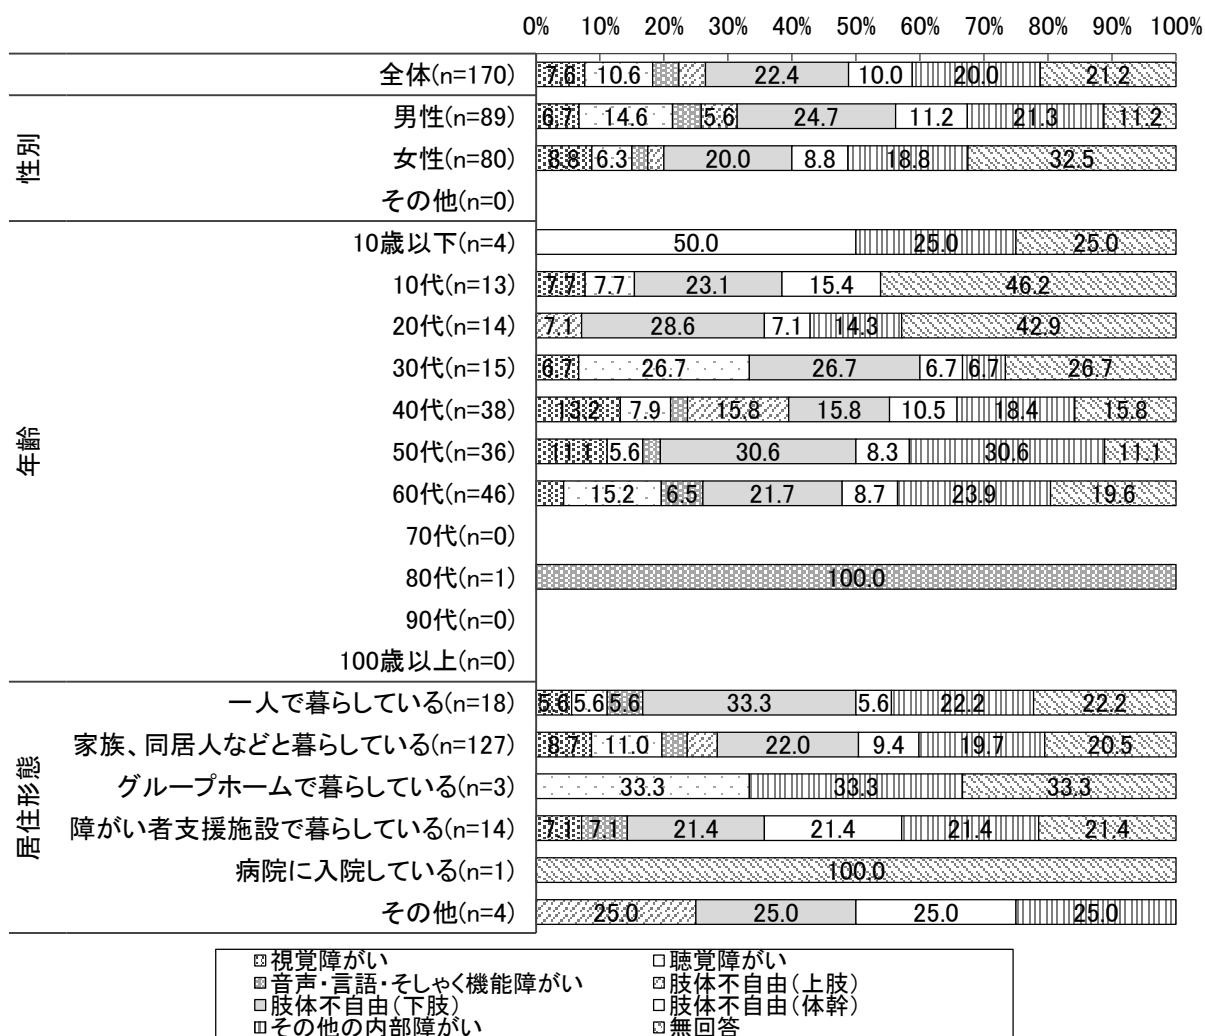 0% 10% 20% 30% 40% 50% 60% 70% 80% 90% 100%
全体(n=170) 7.6 10.6 22.4 10.0 20.0 21.2
性別
男性(n=89) 6.7 14.6 5.6 24.7 11.2 21.3 11.2
女性(n=80) 8.8 6.3 20.0 8.8 18.8 32.5
その他(n=0)
年齢
10歳以下(n=4) 50.0 25.0 25.0
10代(n=13) 7.7 7.7 23.1 15.4 46.2
20代(n=14) 7.1 28.6 7.1 14.3 42.9
30代(n=15) 6.7 26.7 26.7 6.7 6.7 26.7
40代(n=38) 13.2 7.9 15.8 15.8 10.5 18.4 15.8
50代(n=36) 11.1 5.6 30.6 8.3 30.6 11.1
60代(n=46) 15.2 6.5 21.7 8.7 23.9 19.6
70代(n=0)
80代(n=1) 100.0
90代(n=0)
100歳以上(n=0)
居住形態
一人で暮らしている(n=18) 5.6 5.6 5.6 33.3 5.6 22.2 22.2
家族、同居人などと暮らしている(n=127) 8.7 11.0 22.0 9.4 19.7 20.5
グループホームで暮らしている(n=3) 33.3 33.3 33.3
障がい者支援施設で暮らしている(n=14) 7.1 7.1 21.4 21.4 21.4 21.4
病院に入院している(n=1) 100.0
その他(n=4) 25.0 25.0 25.0 25.0
視覚障がい 聴覚障がい
音声・言語・そしゃく機能障がい 肢体不自由(上肢)
肢体不自由(下肢) 肢体不自由(体幹)
その他の内部障がい 無回答